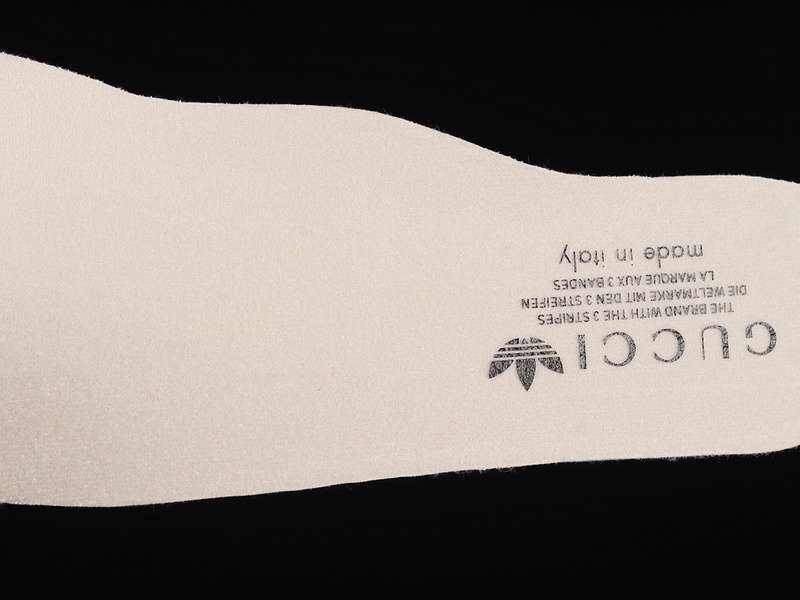 GUCCI
THE BRAND WITH THE 3 STRIPES
DIE WELTMARKE MIT DEN 3 STREIFEN
LA MARQUE AUX 3 BANDES
made in italy